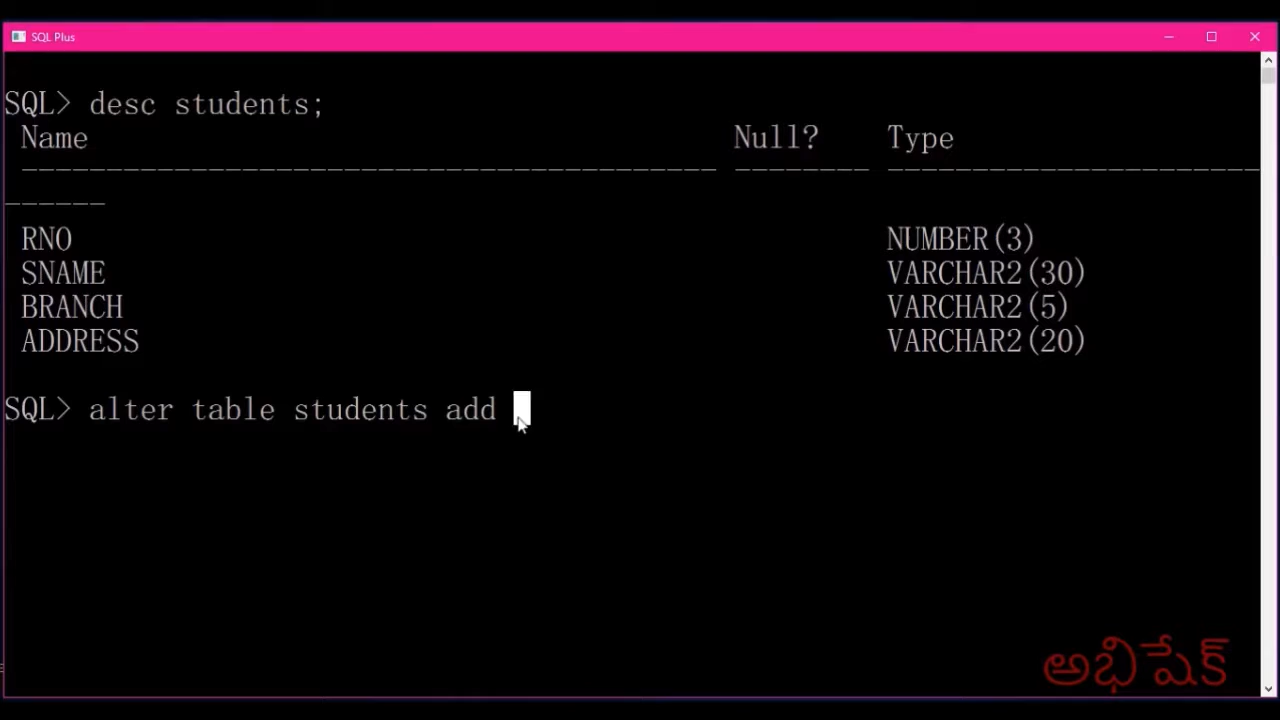 SQL Plus
SQL> desc students;
Name Null? Type
----------------------------------------- -------- ----------------------
------
RNO NUMBER(3)
SNAME VARCHAR2(30)
BRANCH VARCHAR2(5)
ADDRESS VARCHAR2(20)
SQL> alter table students add
అభిషేక్